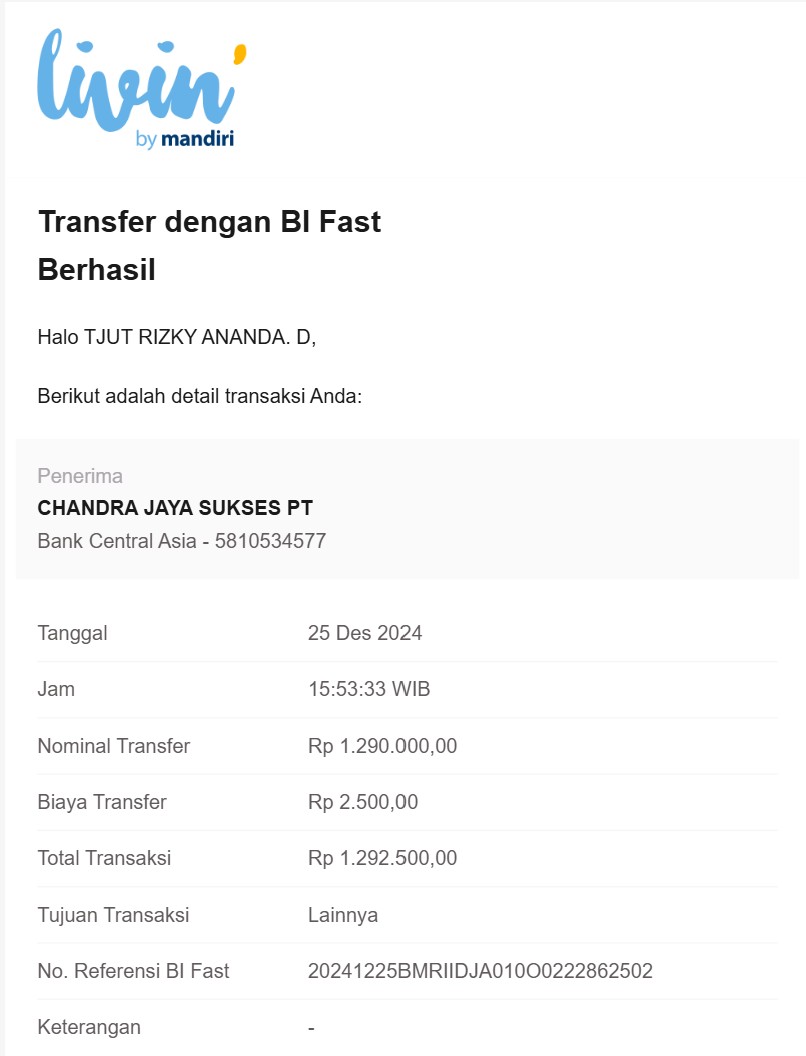 livin'
by mandiri
Transfer dengan BI Fast
Berhasil
Halo TJUT RIZKY ANANDA. D,
Berikut adalah detail transaksi Anda:
Penerima
CHANDRA JAYA SUKSES PT
Bank Central Asia - 5810534577
Tanggal 25 Des 2024
Jam 15:53:33 WIB
Nominal Transfer Rp 1.290.000,00
Biaya Transfer Rp 2.500,00
Total Transaksi Rp 1.292.500,00
Tujuan Transaksi Lainnya
No. Referensi BI Fast 20241225BMRIIDJA010O0222862502
Keterangan -